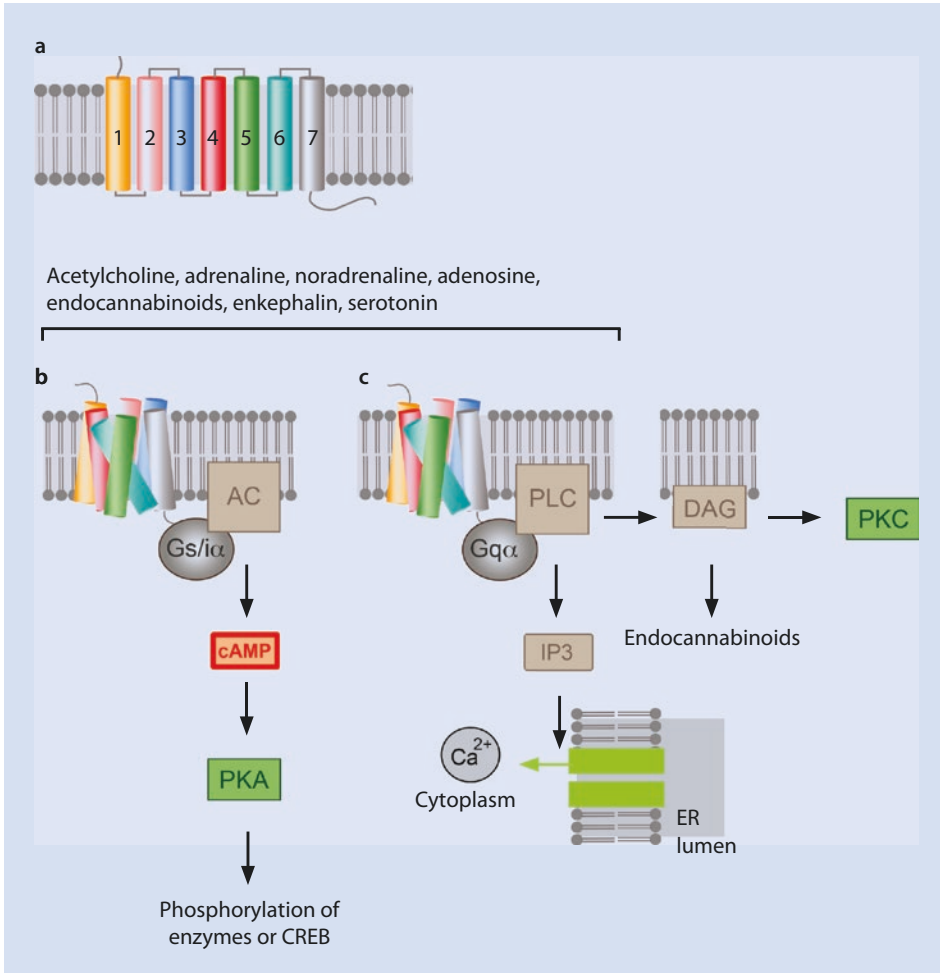 a
1 2 3 4 5 6 7
Acetylcholine, adrenaline, noradrenaline, adenosine,
endocannabinoids, enkephalin, serotonin
b
AC
Gs/iα
cAMP
PKA
Phosphorylation of
enzymes or CREB
c
PLC
Gqα
DAG
PKC
Endocannabinoids
IP3
Ca2+
Cytoplasm
ER
lumen